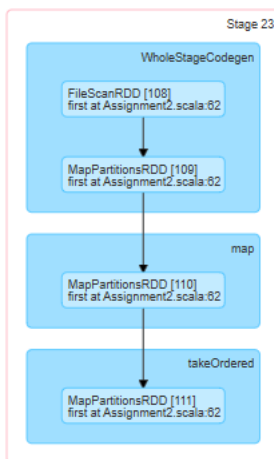 Stage 23
WholeStageCodegen
FileScanRDD [108]
first at Assignment2.scala:62
MapPartitionsRDD [109]
first at Assignment2.scala:62
map
MapPartitionsRDD [110]
first at Assignment2.scala:62
takeOrdered
MapPartitionsRDD [111]
first at Assignment2.scala:62